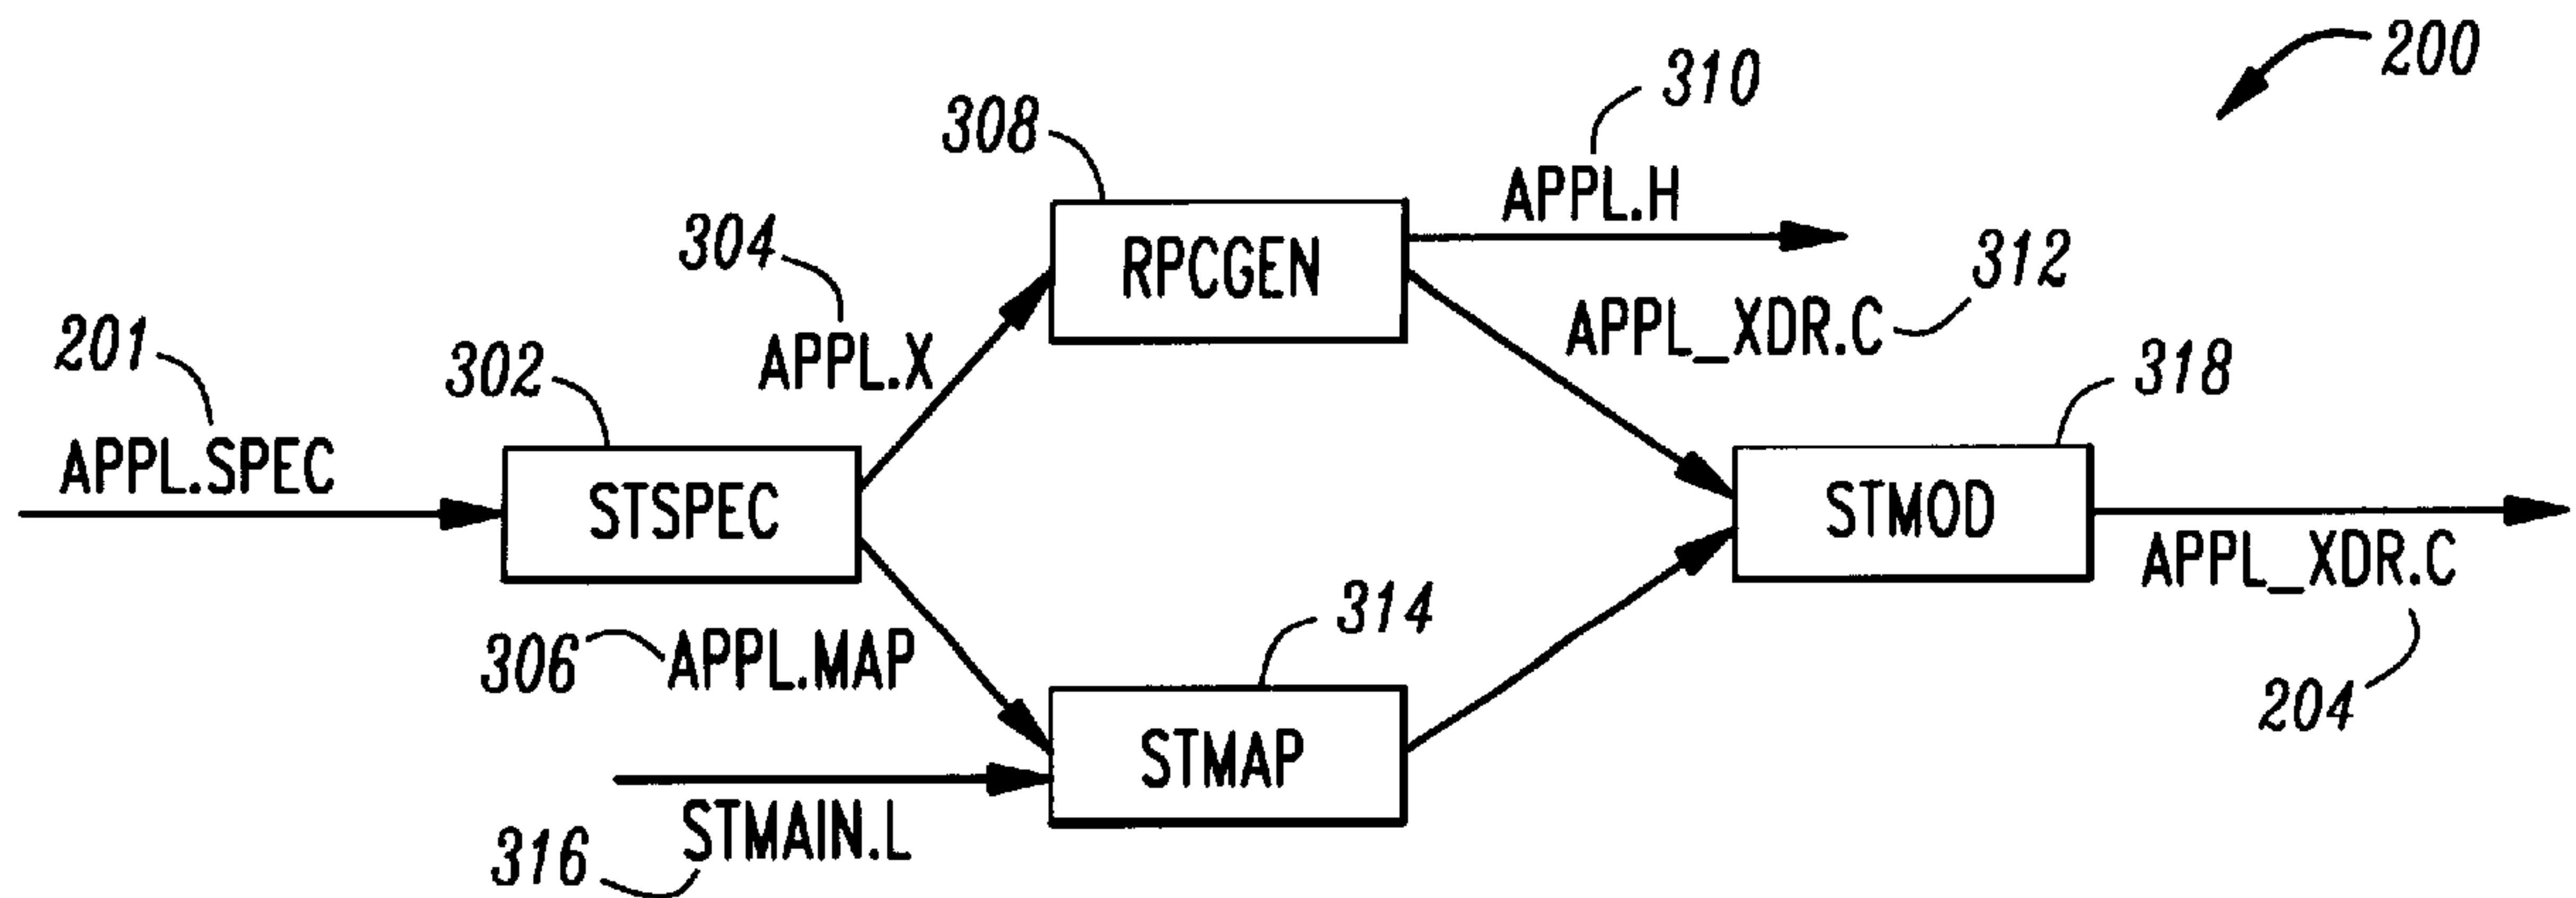 200
310
308
APPL.H
304
RPCGEN
312
APPL_XDR.C
201
APPL.X
302
318
APPL.SPEC
STSPEC
STMOD
APPL_XDR.C
314
306
APPL.MAP
204
STMAP
STMAIN.L
316